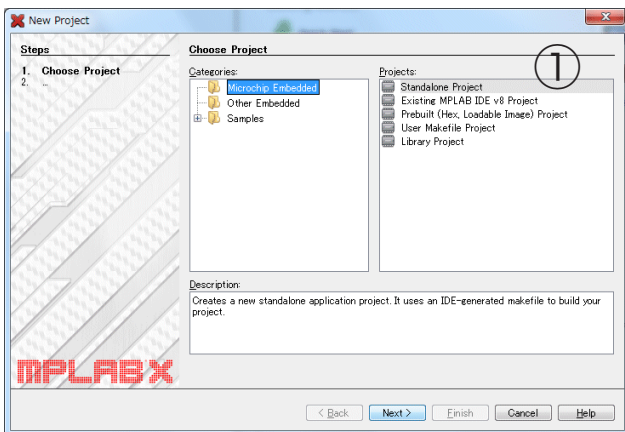 New Project
Steps
1. Choose Project
2. ...
Choose Project
Categories:
Microchip Embedded
Other Embedded
Samples
Projects:
Standalone Project
Existing MPLAB IDE v8 Project
Prebuilt (Hex, Loadable Image) Project
User Makefile Project
Library Project
①
Description:
Creates a new standalone application project. It uses an IDE-generated makefile to build your
project.
MPLABX
< Back
Next >
Finish
Cancel
Help